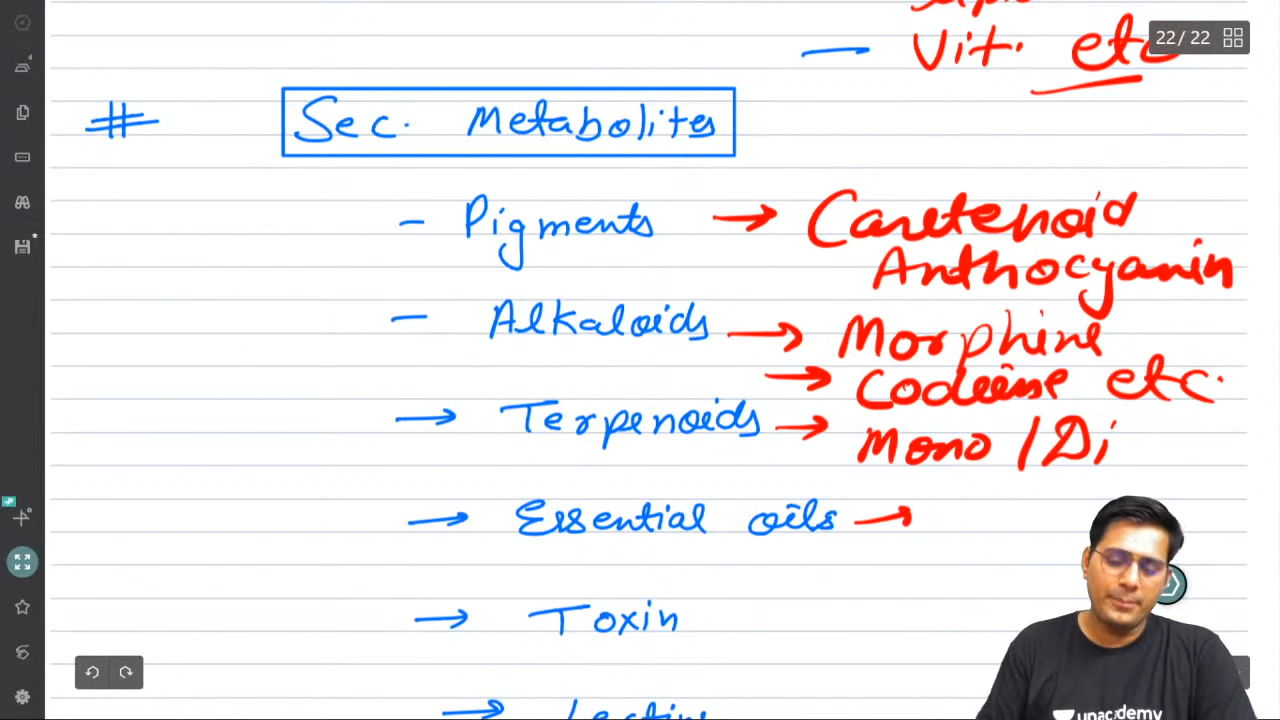 Vit. etc
22/22
# Sec. Metabolites
- Pigments → Carotenoid
Anthocyanin
- Alkaloids → Morphine
→ Codeine etc.
→ Terpenoids → Mono / Di
→ Essential oils →
→ Toxin
→ Lectins
unacademy